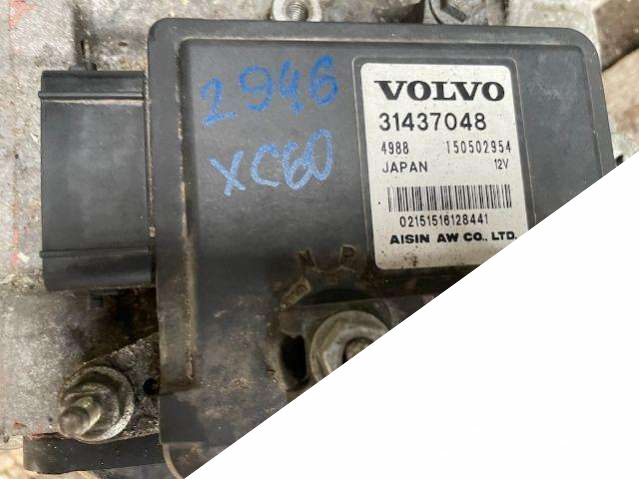 2946
XC60
VOLVO
31437048
4988 150502954
JAPAN 12V
02151516128441
AISIN AW CO., LTD.
N P